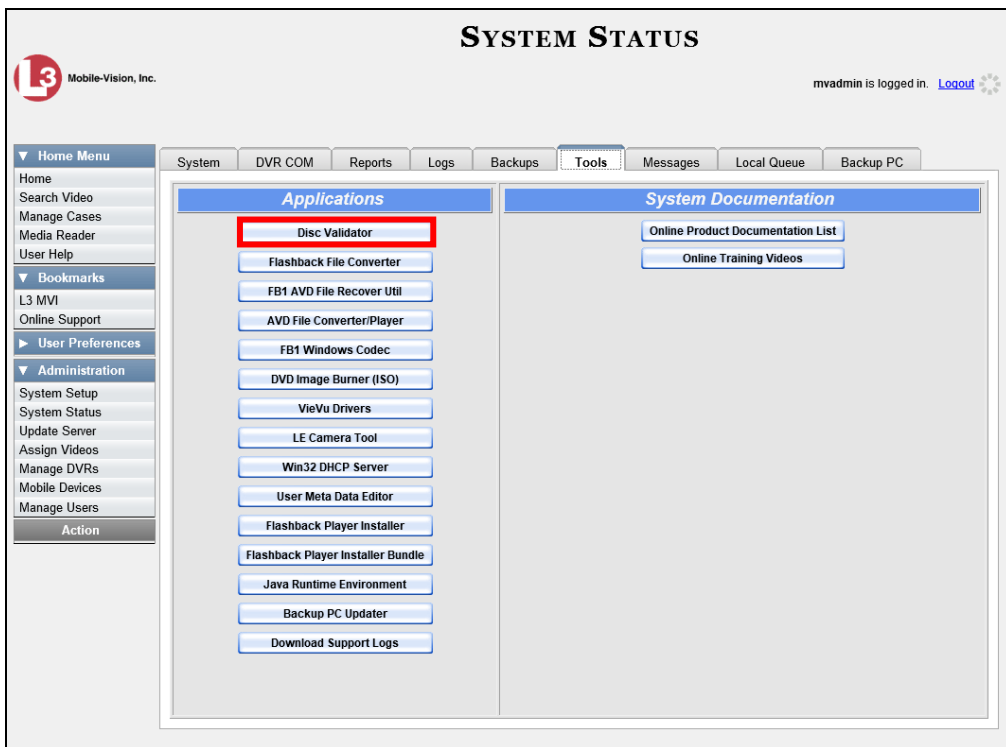 SYSTEM STATUS
L3 Mobile-Vision, Inc.
mvadmin is logged in. Logout
▼ Home Menu
Home
Search Video
Manage Cases
Media Reader
User Help
▼ Bookmarks
L3 MVI
Online Support
▶ User Preferences
▼ Administration
System Setup
System Status
Update Server
Assign Videos
Manage DVRs
Mobile Devices
Manage Users
Action
System DVR COM Reports Logs Backups Tools Messages Local Queue Backup PC
Applications
Disc Validator
Flashback File Converter
FB1 AVD File Recover Util
AVD File Converter/Player
FB1 Windows Codec
DVD Image Burner (ISO)
VieVu Drivers
LE Camera Tool
Win32 DHCP Server
User Meta Data Editor
Flashback Player Installer
Flashback Player Installer Bundle
Java Runtime Environment
Backup PC Updater
Download Support Logs
System Documentation
Online Product Documentation List
Online Training Videos